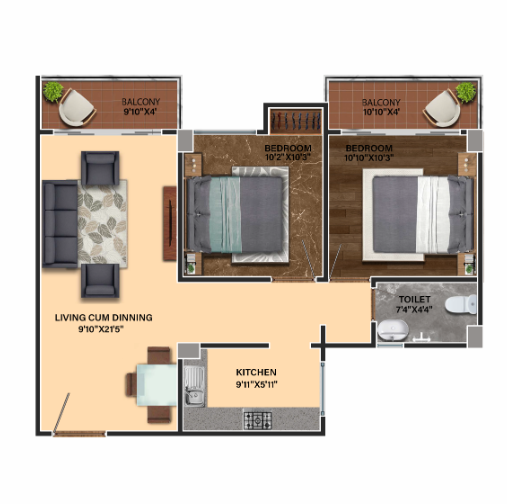 BALCONY
9'10"X4'
BALCONY
10'10"X4'
BEDROOM
10'2"X10'3"
BEDROOM
10'10"X10'3"
TOILET
7'4"X4'4"
LIVING CUM DINNING
9'10"X21'5"
KITCHEN
9'11"X5'11"